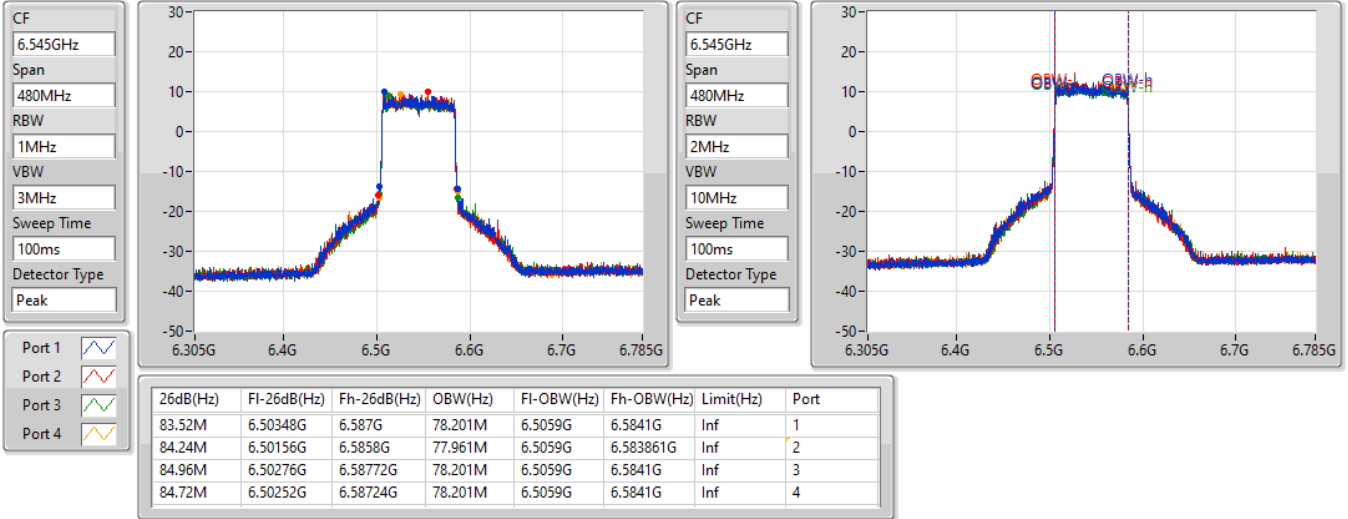 CF
6.545GHz
Span
480MHz
RBW
1MHz
VBW
3MHz
Sweep Time
100ms
Detector Type
Peak
30
20
10
0
-10
-20
-30
-40
-50
6.305G 6.4G 6.5G 6.6G 6.7G 6.785G
CF
6.545GHz
Span
480MHz
RBW
2MHz
VBW
10MHz
Sweep Time
100ms
Detector Type
Peak
30
20
10
0
-10
-20
-30
-40
-50
OBW-l OBW-h
6.305G 6.4G 6.5G 6.6G 6.7G 6.785G
Port 1
Port 2
Port 3
Port 4
26dB(Hz) Fl-26dB(Hz) Fh-26dB(Hz) OBW(Hz) Fl-OBW(Hz) Fh-OBW(Hz) Limit(Hz) Port
83.52M 6.50348G 6.587G 78.201M 6.5059G 6.5841G Inf 1
84.24M 6.50156G 6.5858G 77.961M 6.5059G 6.583861G Inf 2
84.96M 6.50276G 6.58772G 78.201M 6.5059G 6.5841G Inf 3
84.72M 6.50252G 6.58724G 78.201M 6.5059G 6.5841G Inf 4